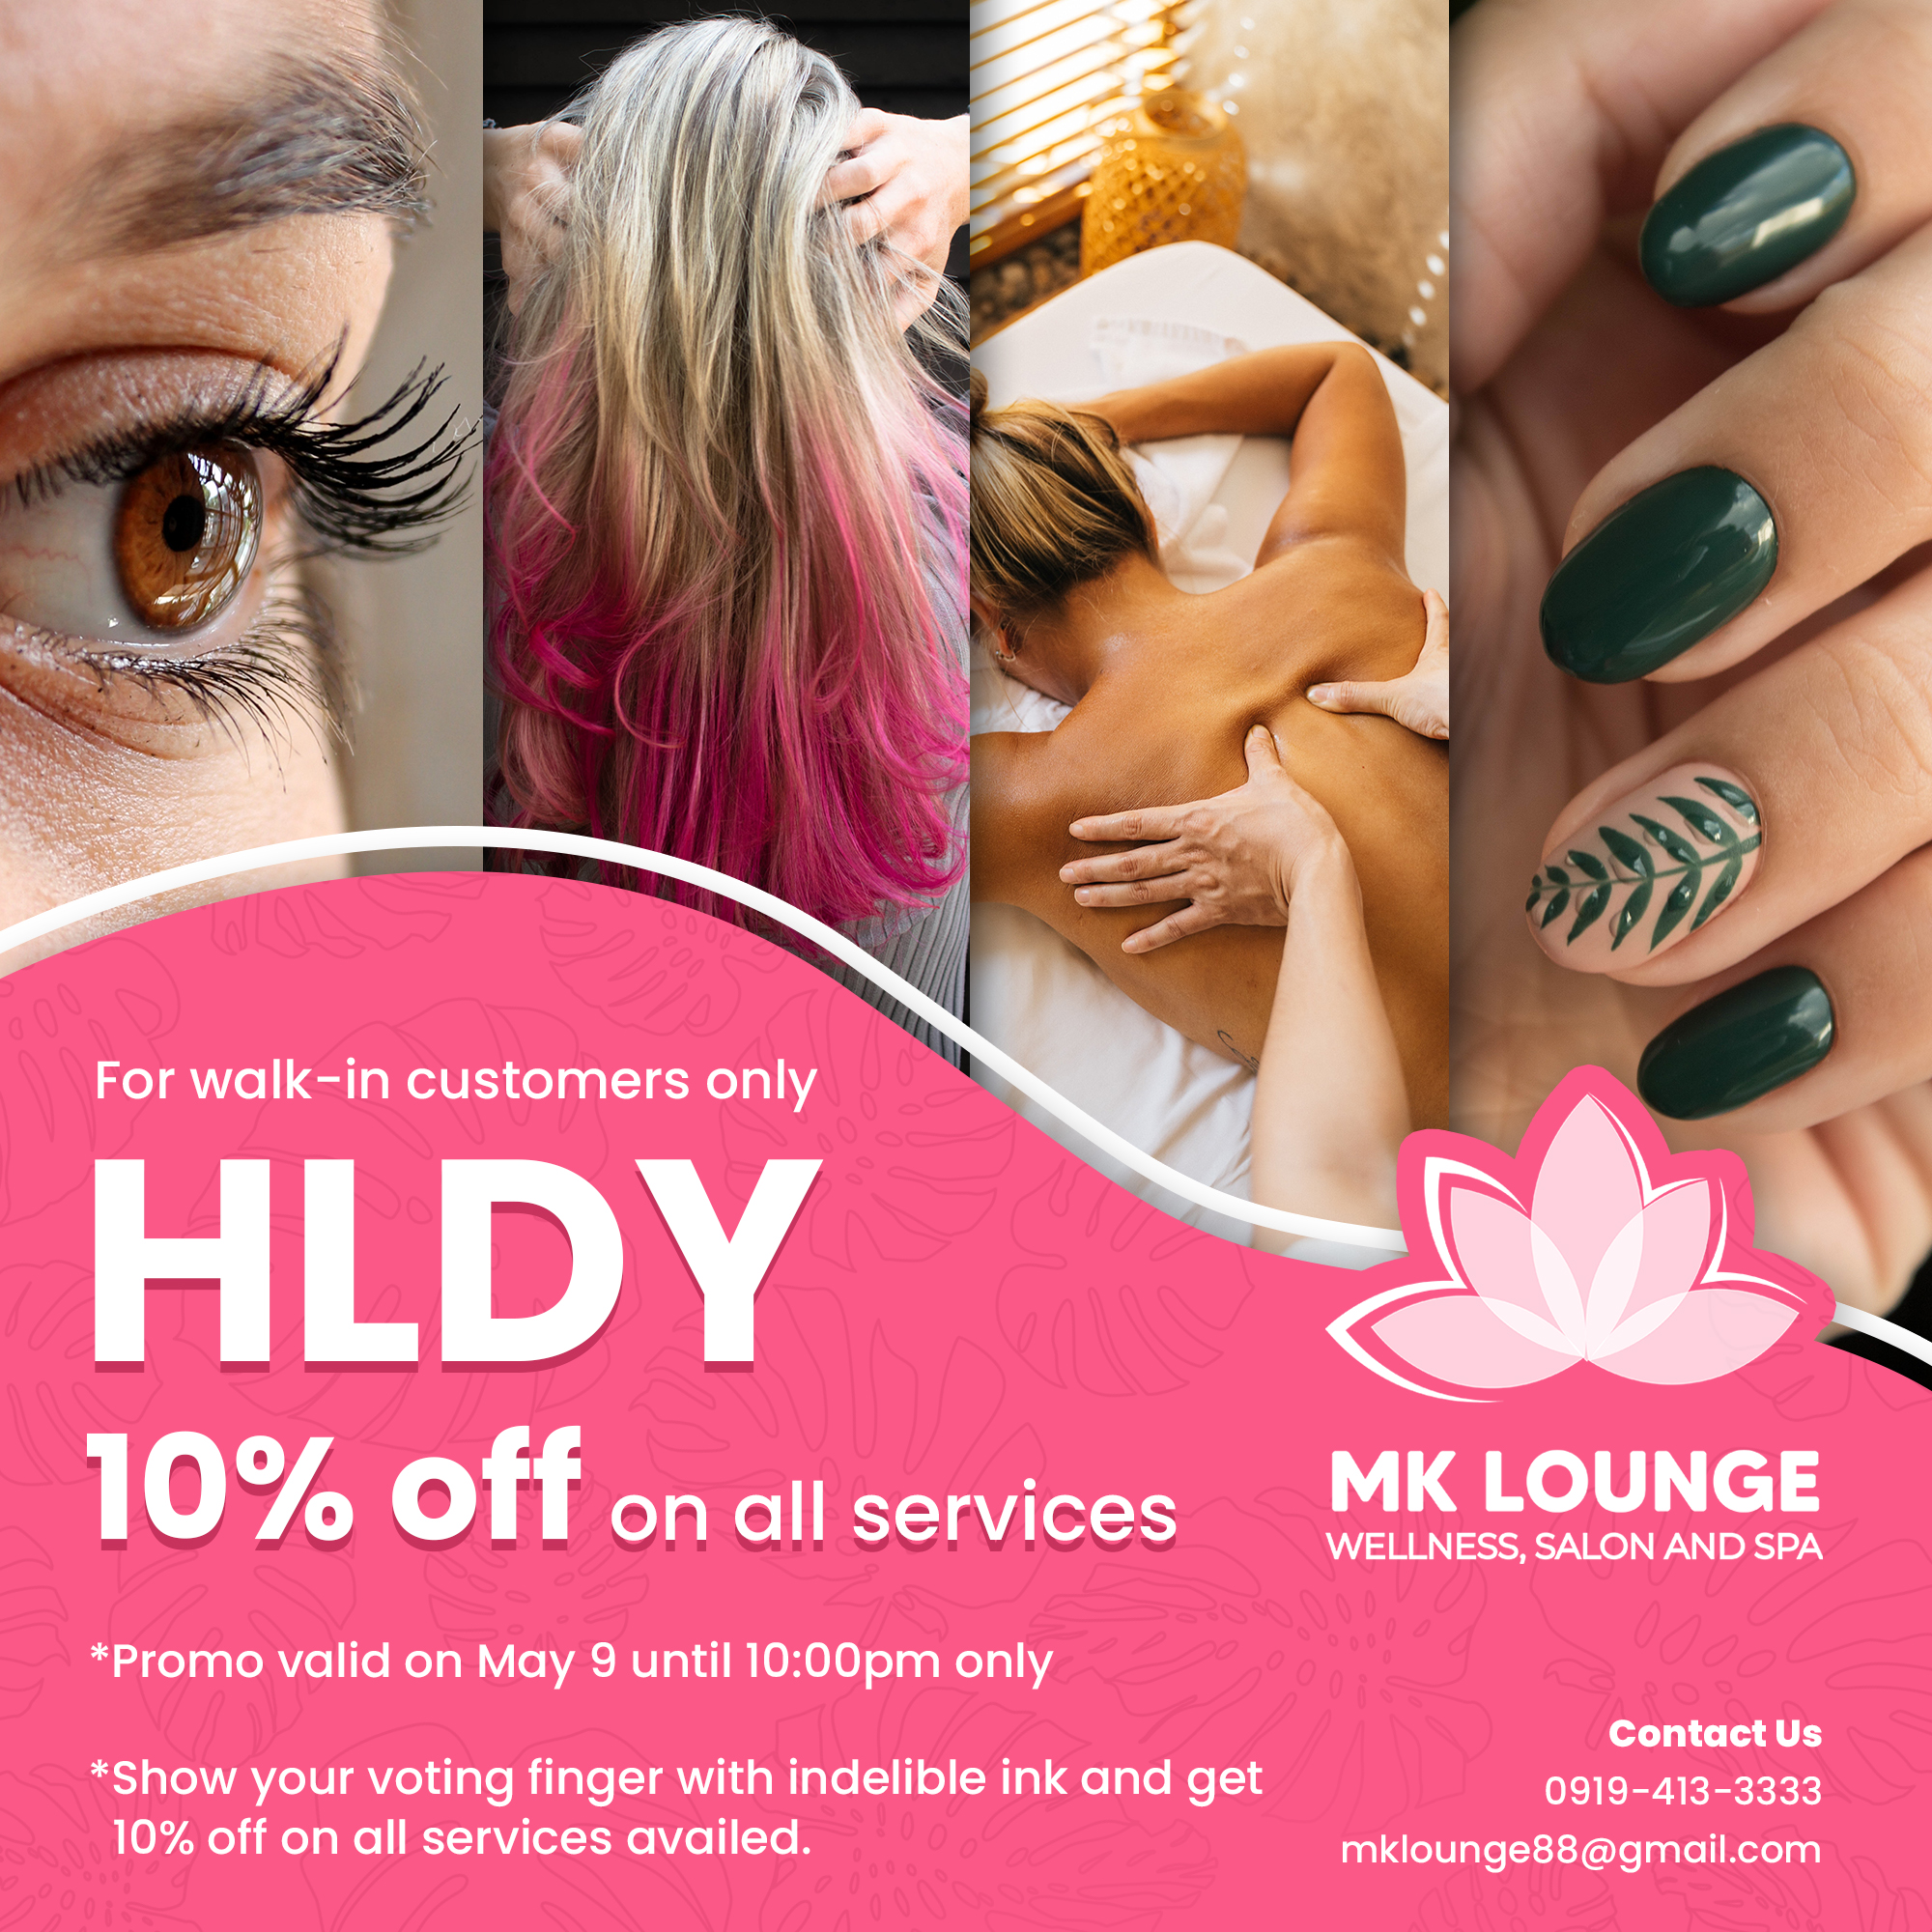 For walk-in customers only
HLDY
10% off on all services
*Promo valid on May 9 until 10:00pm only
*Show your voting finger with indelible ink and get
10% off on all services availed.
MK LOUNGE
WELLNESS, SALON AND SPA
Contact Us
0919-413-3333
mklounge88@gmail.com